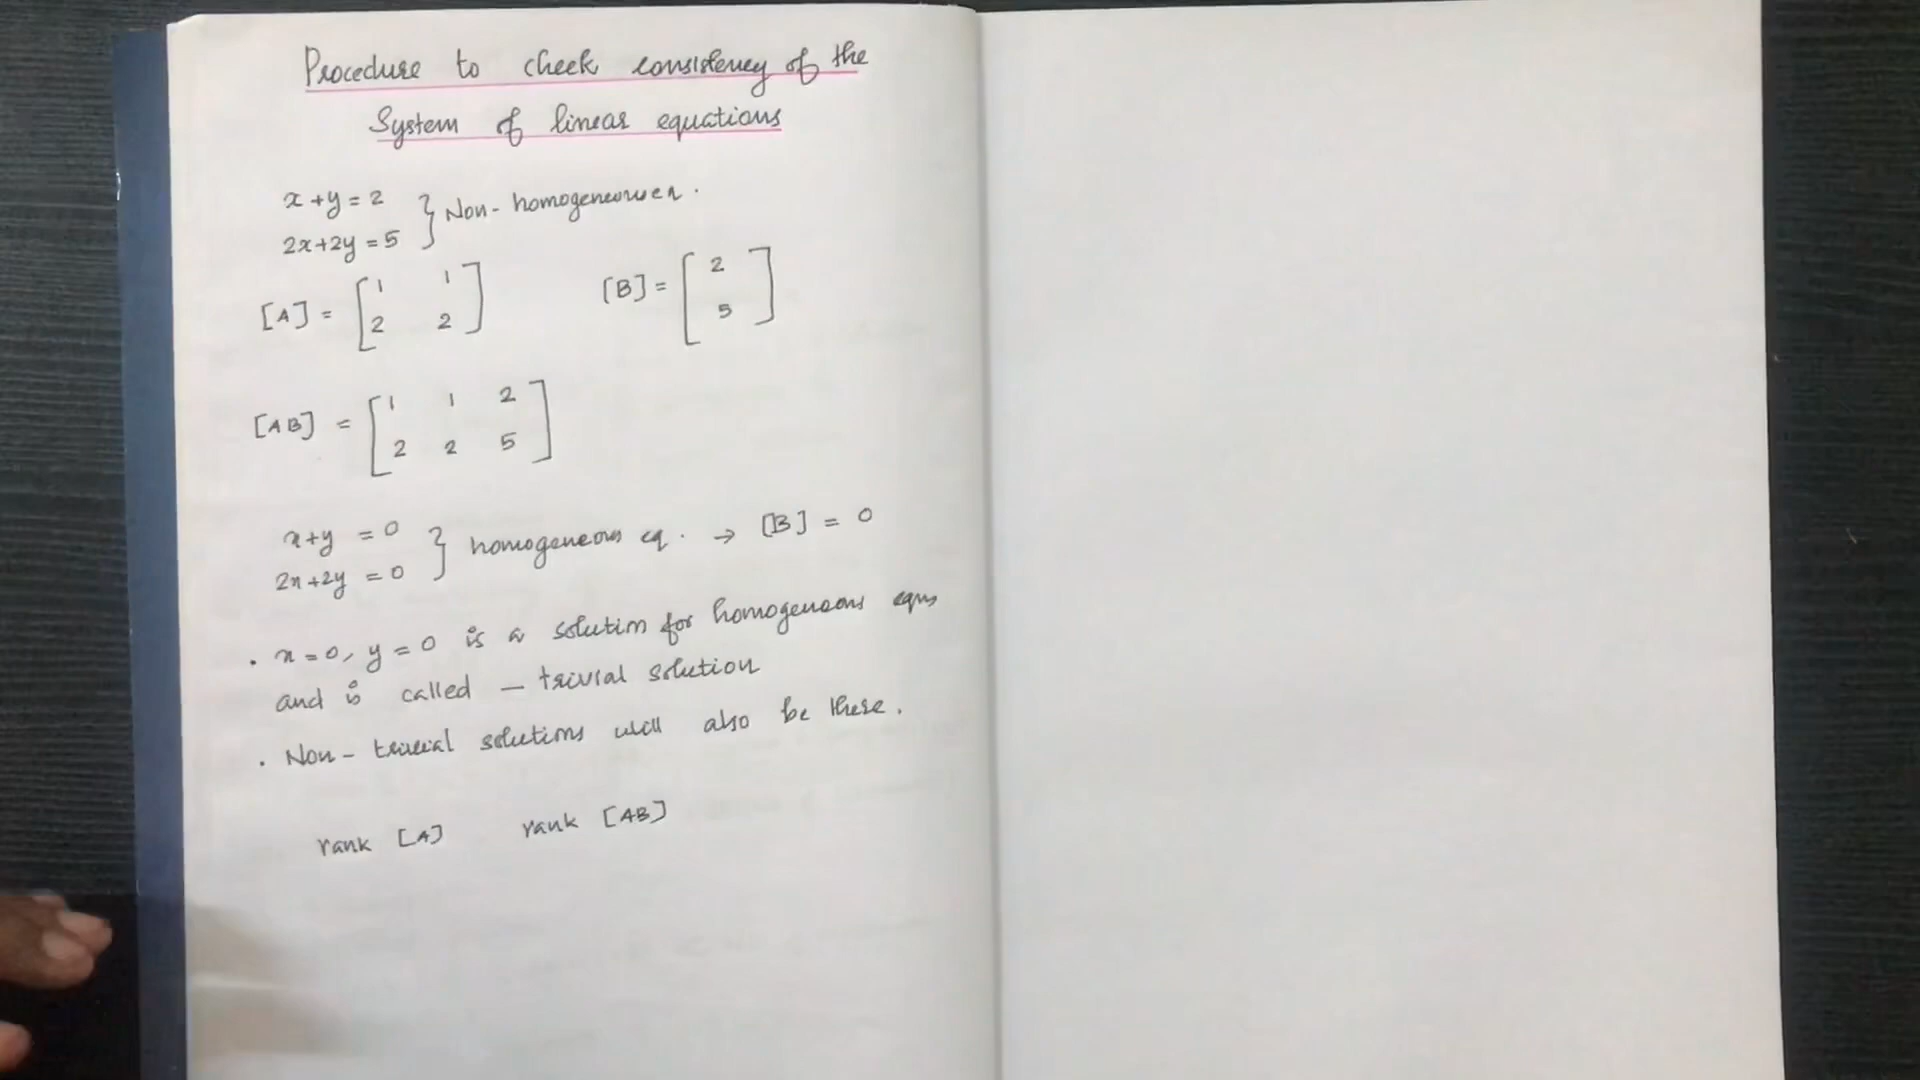 Procedure to check consistency of the
System of linear equations
x + y = 2
2x + 2y = 5 } Non-homogeneous en.
[A] = [1 1
2 2] [B] = [2
5]
[AB] = [1 1 2
2 2 5]
x + y = 0
2x + 2y = 0 } homogeneous eq. → [B] = 0
. x = 0, y = 0 is a solution for homogeneous eqns
and is called — trivial solution
. Non-trivial solutions will also be there.
rank [A] rank [AB]